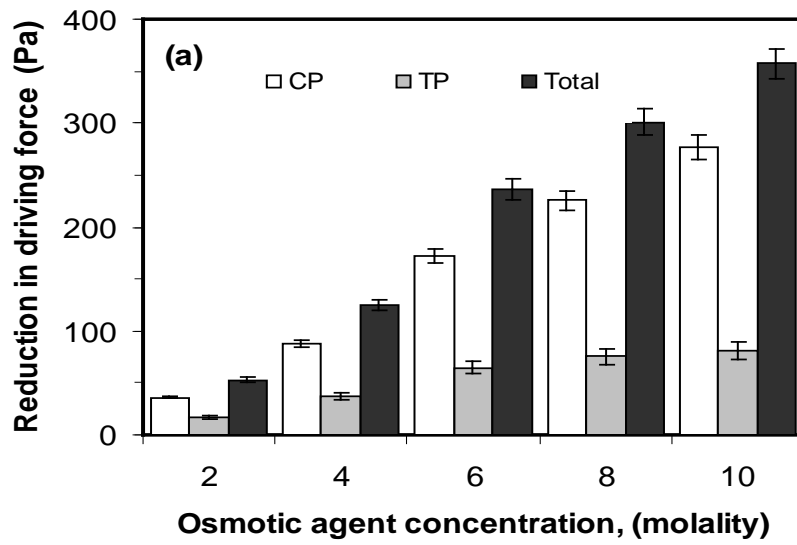 (a)
CP TP Total
Reduction in driving force (Pa)
400
300
200
100
0
2 4 6 8 10
Osmotic agent concentration, (molality)